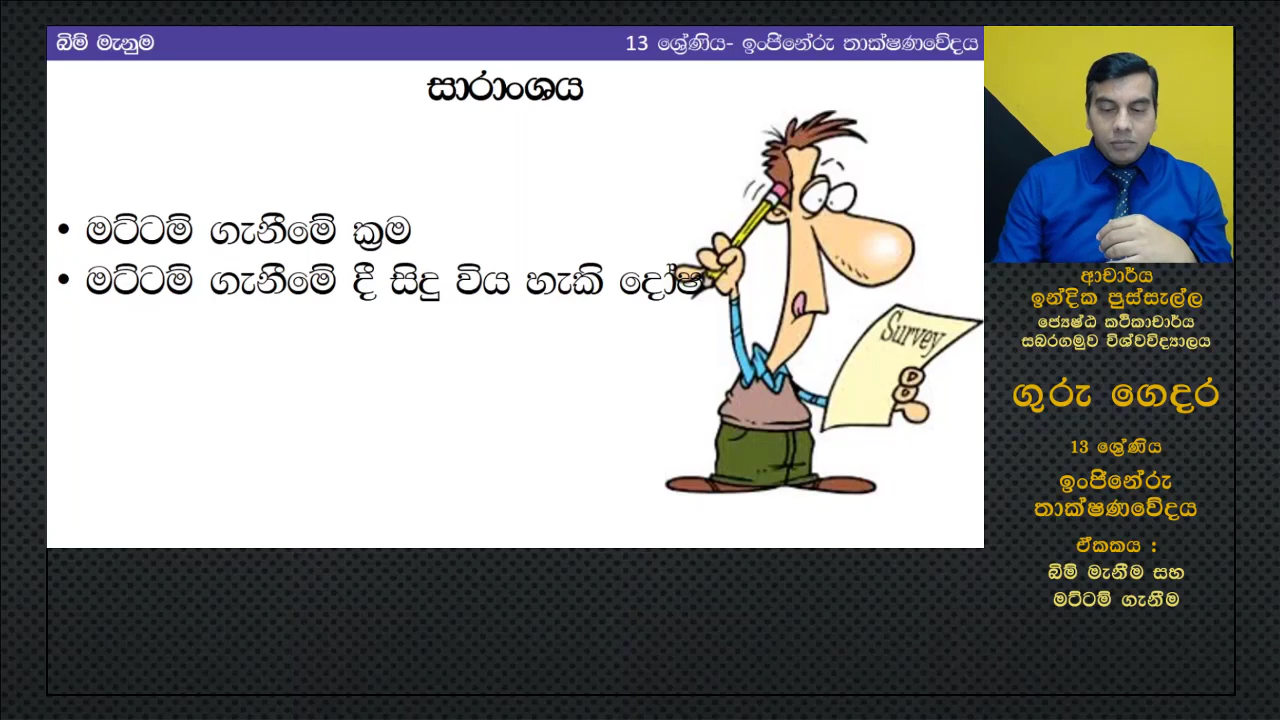 බිම් මැනුම
13 ශ්‍රේණිය- ඉංජිනේරු තාක්ෂණවේදය
සාරාංශය
• මට්ටම් ගැනීමේ ක්‍රම
• මට්ටම් ගැනීමේ දී සිදු විය හැකි දෝෂ
Survey
ආචාර්ය
ඉන්දික පුස්සැල්ල
ජ්‍යෙෂ්ඨ කථිකාචාර්ය
සබරගමුව විශ්වවිද්‍යාලය
ගුරු ගෙදර
13 ශ්‍රේණිය
ඉංජිනේරු
තාක්ෂණවේදය
ඒකකය :
බිම් මැනීම සහ
මට්ටම් ගැනීම